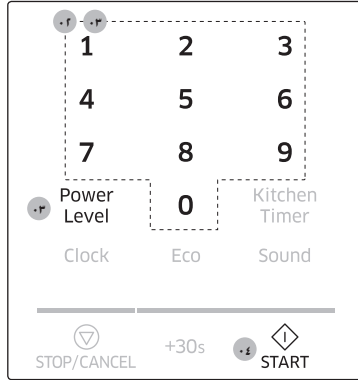 ٠٢ ٠٣
1 2 3
4 5 6
7 8 9
٠٣ Power Level
0
Kitchen Timer
Clock Eco Sound
STOP/CANCEL
+30s
٠٤ START